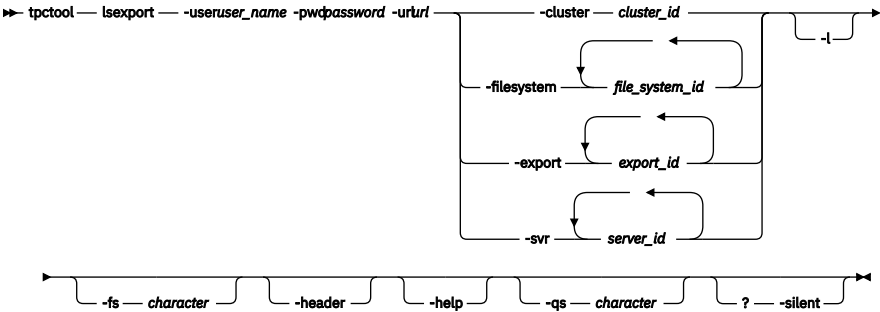 tpctool lsexport -useruser_name -pwdpassword -urlurl -cluster cluster_id -l
-filesystem file_system_id
-export export_id
-svr server_id
-fs character -header -help -qs character ? -silent